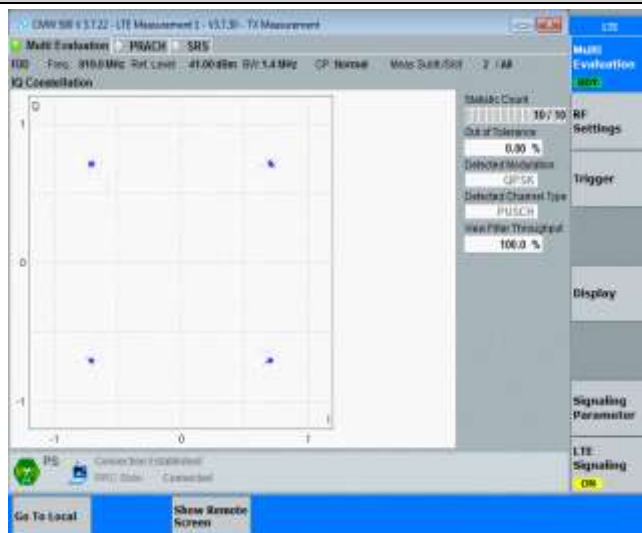 CMW 500 V 3.7.22 - LTE Measurement 1 - V3.7.30 - TX Measurement
LTE
Multi Evaluation PRACH SRS
Multi
Evaluation
RDY
FDD Freq.: MHz Ref. Level: 41.00 dBm BW: 1.4 MHz CP: Normal Meas Subfr./Slot: 2 / All
IQ Constellation
Statistic Count
10 / 10
Out of Tolerance
0.00 %
Detected Modulation
QPSK
Detected Channel Type
PUSCH
View Filter Throughput
100.0 %
RF
Settings
Trigger
Display
Signaling
Parameter
LTE
Signaling
ON
Q
1
0
-1
I
-1 0 1
PS
Connection Established
RRC State Connected
Go To Local
Show Remote
Screen